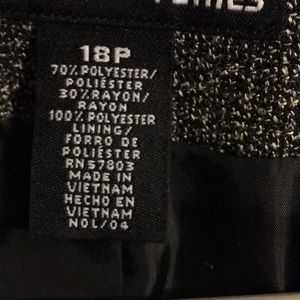 18P
70% POLYESTER/
POLIÉSTER
30% RAYON/
RAYON
100% POLYESTER
LINING/
FORRO DE
POLIÉSTER
RN57803
MADE IN
VIETNAM
HECHO EN
VIETNAM
NOL/04